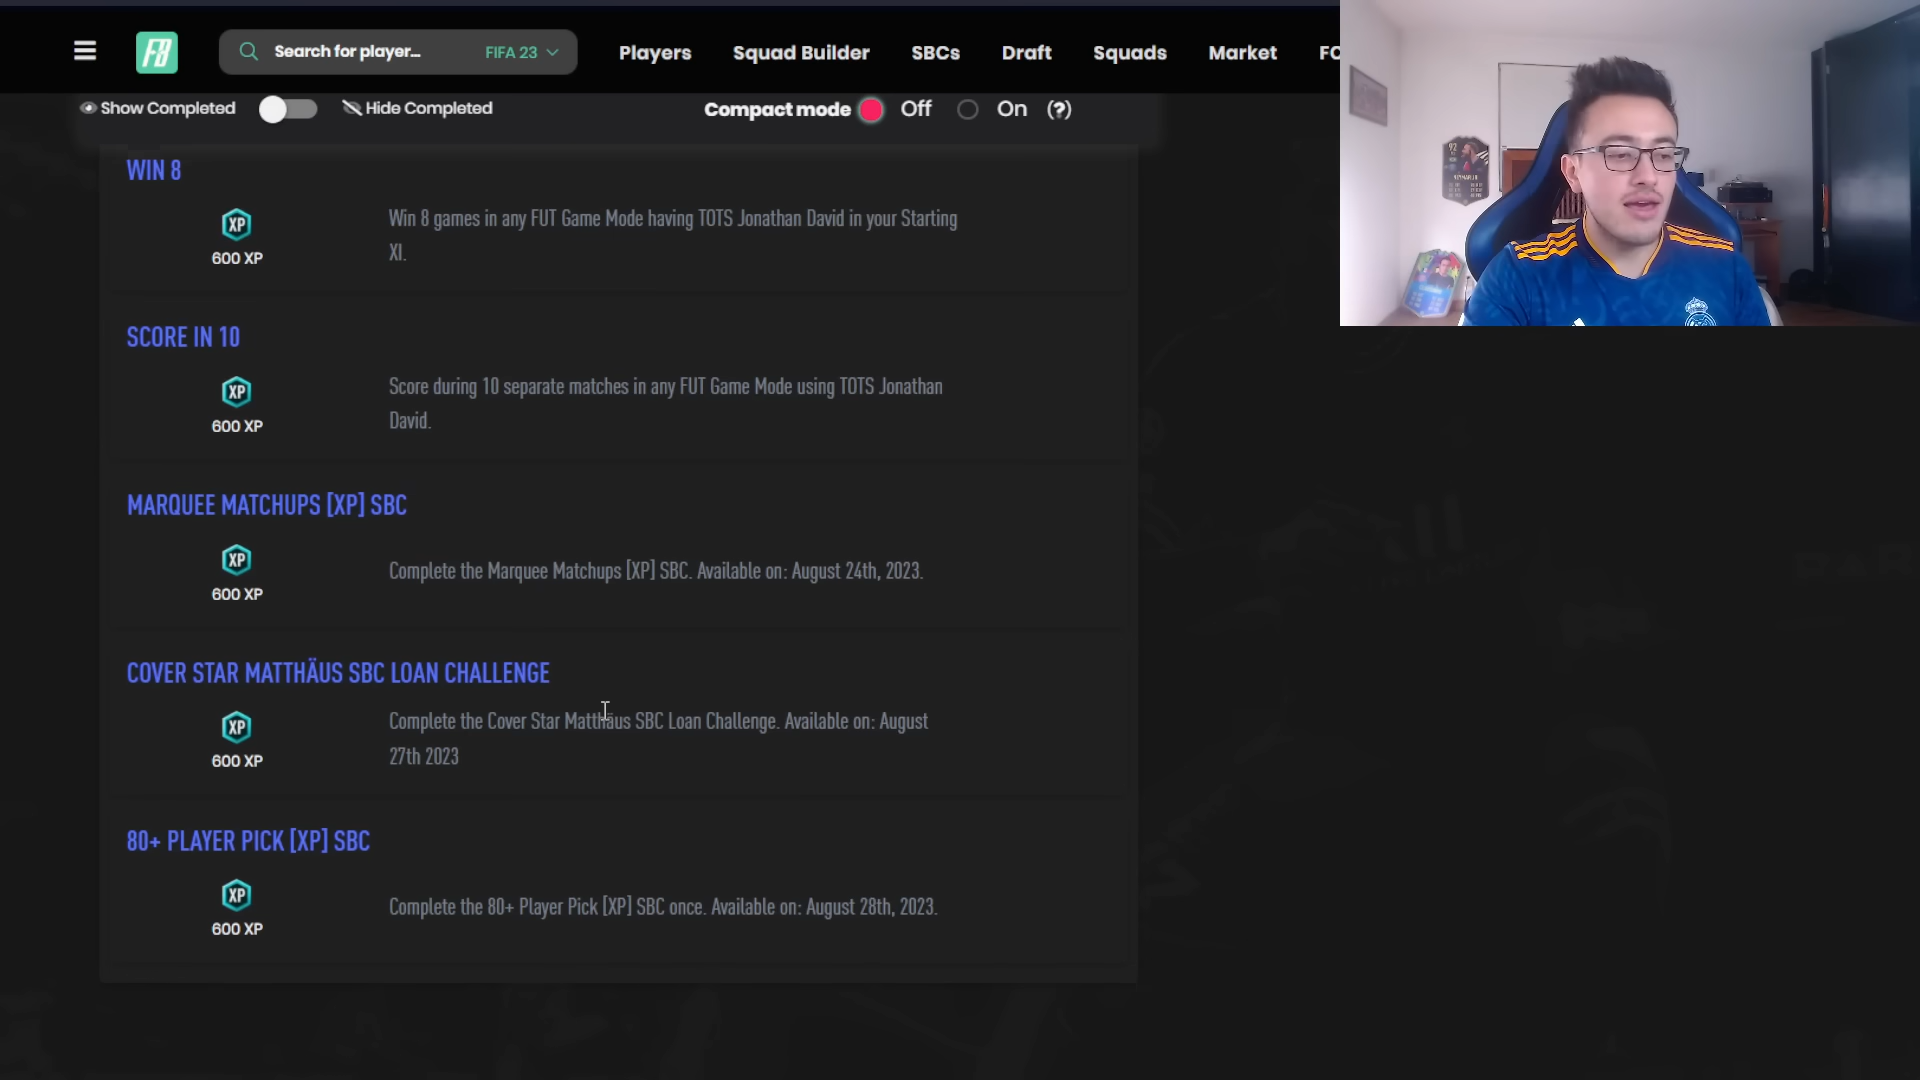 Search for player...
FIFA 23
Players
Squad Builder
SBCs
Draft
Squads
Market
Show Completed
Hide Completed
Compact mode
Off
On
(?)
WIN 8
XP
600 XP
Win 8 games in any FUT Game Mode having TOTS Jonathan David in your Starting
XI.
SCORE IN 10
XP
600 XP
Score during 10 separate matches in any FUT Game Mode using TOTS Jonathan
David.
MARQUEE MATCHUPS [XP] SBC
XP
600 XP
Complete the Marquee Matchups [XP] SBC. Available on: August 24th, 2023.
COVER STAR MATTHÄUS SBC LOAN CHALLENGE
XP
600 XP
Complete the Cover Star Matthäus SBC Loan Challenge. Available on: August
27th 2023
80+ PLAYER PICK [XP] SBC
XP
600 XP
Complete the 80+ Player Pick [XP] SBC once. Available on: August 28th, 2023.